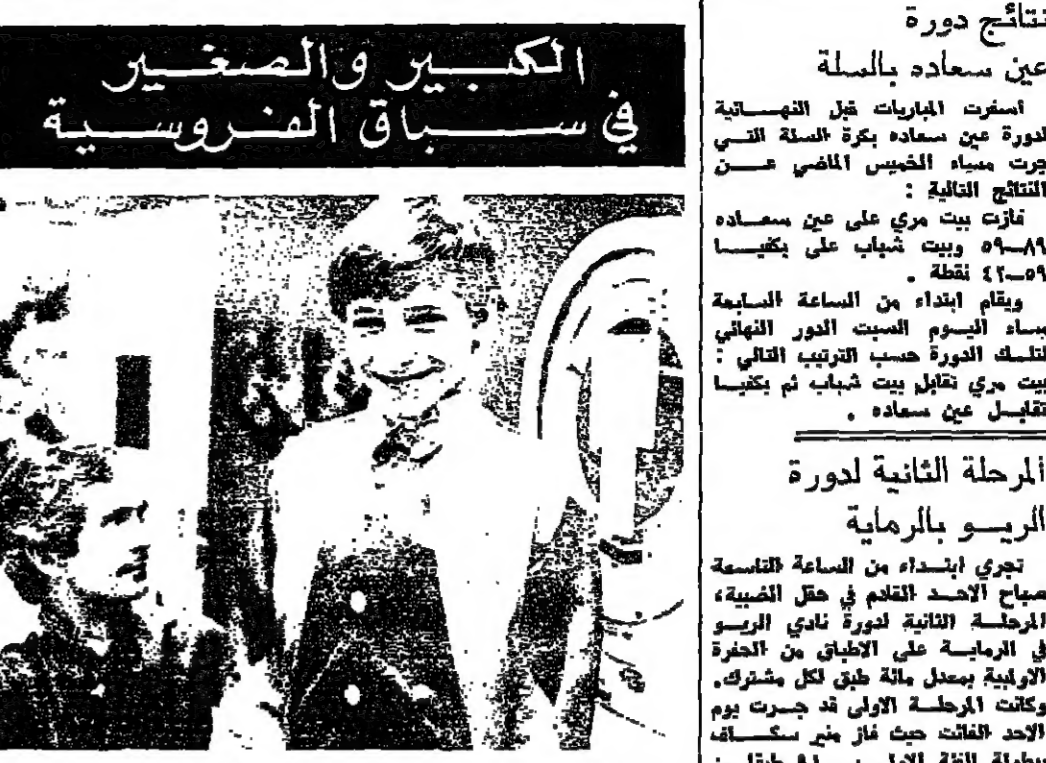 الكبير والصغير
في سباق الفروسية
نتائج دورة
عين سعاده بالسلة
اسفرت المباريات قبل النهائية
لدورة عين سعاده بكرة السلة التي
جرت مساء الخميس الماضي عن
النتائج التالية :
فازت بيت مري على عين سعاده
٨٩ــ٥٩ وبيت شباب على بكفيا
٥٩ــ٤٢ نقطة .
ويقام ابتداء من الساعة السابعة
مساء اليوم السبت الدور النهائي
لتلك الدورة حسب الترتيب التالي :
بيت مري تقابل بيت شباب ثم بكفيا
تقابل عين سعاده .
المرحلة الثانية لدورة
الريو بالرماية
تجري ابتداء من الساعة التاسعة
صباح الاحد القادم في حقل الضبية،
المرحلة الثانية لدورة نادي الريو
في الرماية على الاطباق من الحفرة
الاولمبية بمعدل مائة طبق لكل مشترك.
وكانت المرحلة الاولى قد جرت يوم
الاحد الفائت حيث فاز منير سكاف
ببطولة الفئة الاولى